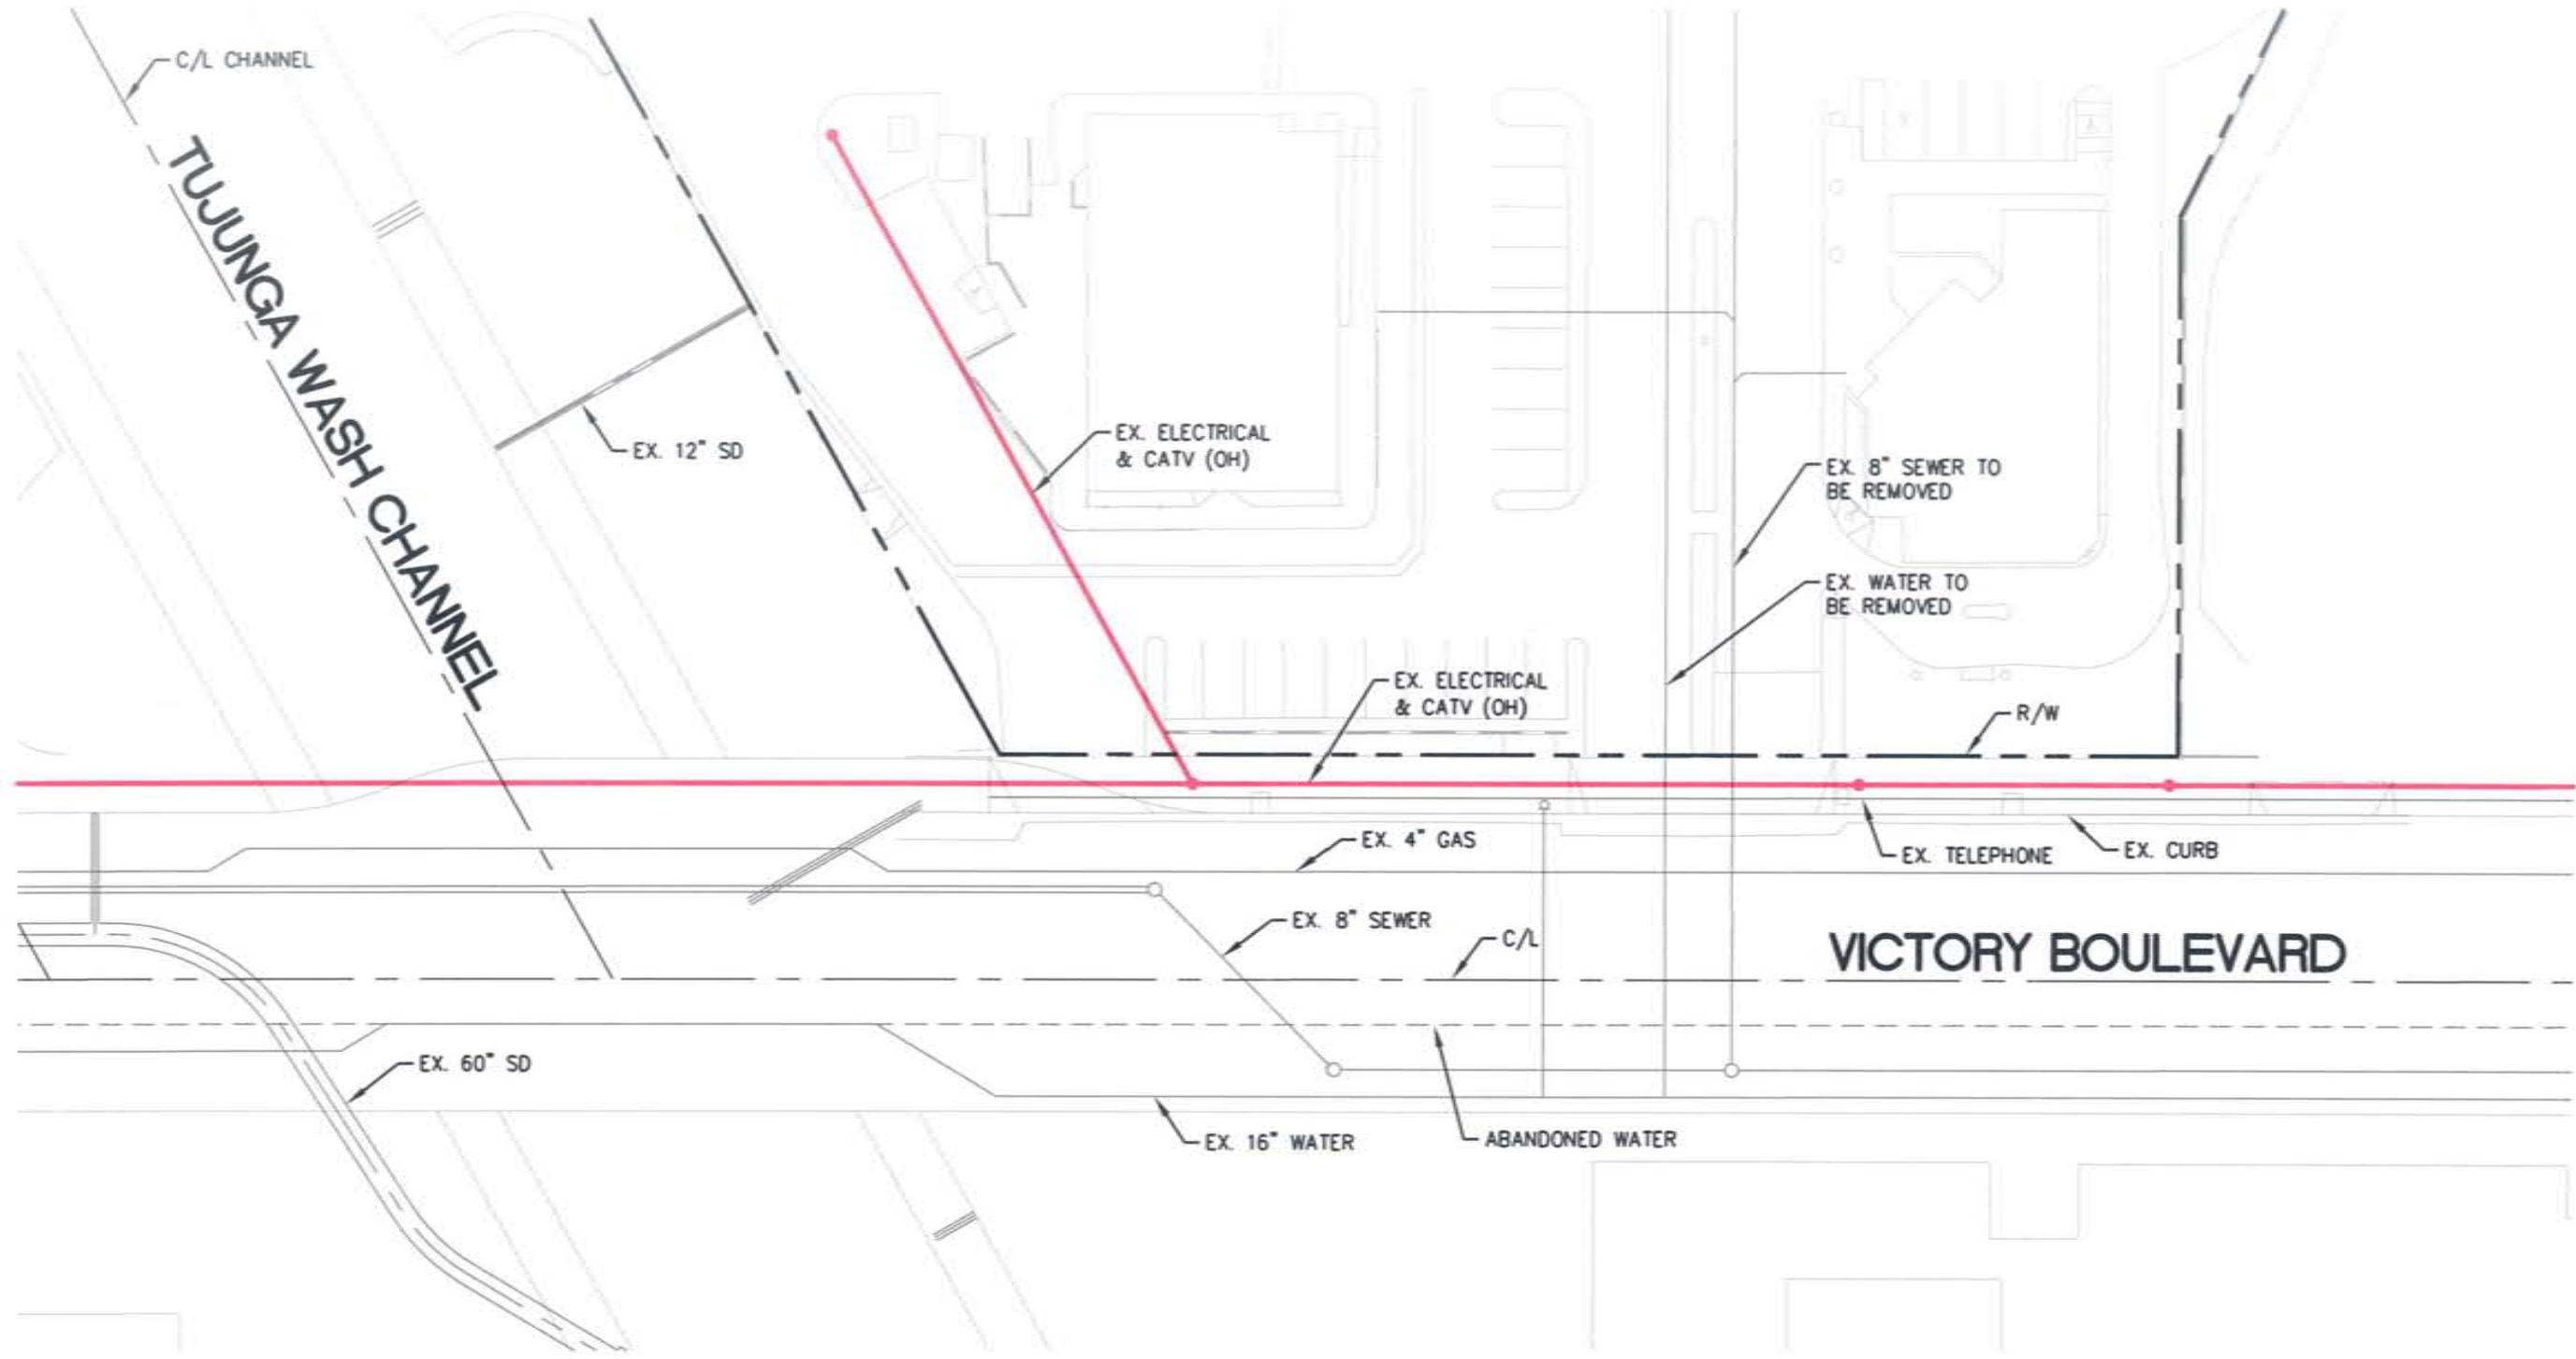 C/L CHANNEL
TUJUNGA WASH CHANNEL
EX. 12" SD
EX. ELECTRICAL
& CATV (OH)
EX. 8" SEWER TO
BE REMOVED
EX. WATER TO
BE REMOVED
EX. ELECTRICAL
& CATV (OH)
R/W
EX. 4" GAS
EX. TELEPHONE
EX. CURB
EX. 8" SEWER
C/L
VICTORY BOULEVARD
EX. 60" SD
EX. 16" WATER
ABANDONED WATER